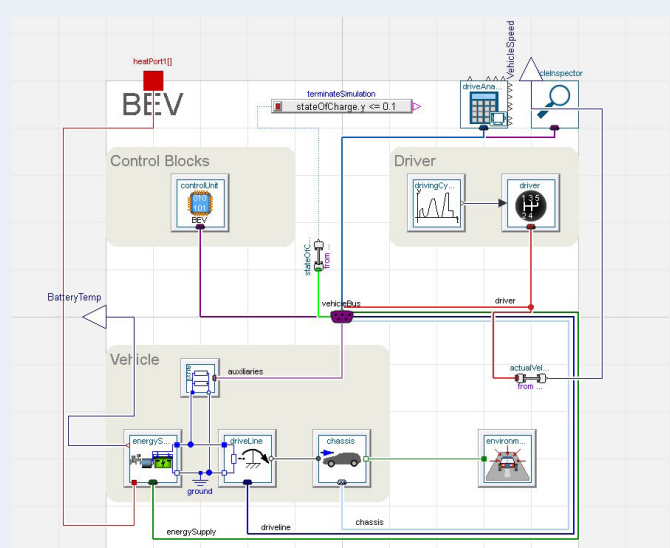 VehicleSpeed
heatPort1[]
cleInspector
terminateSimulation
driveAna...
BEV
stateOfCharge.y <= 0.1
Control Blocks
Driver
controlUnit
drivingCy...
driver
010
101
1 3 5
2 4
BEV
stateOfC...
from ...
BatteryTemp
vehicleBus
driver
Vehicle
actualVel...
auxiliaries
from ...
energyS...
driveLine
chassis
environm...
ground
energySupply
driveline
chassis